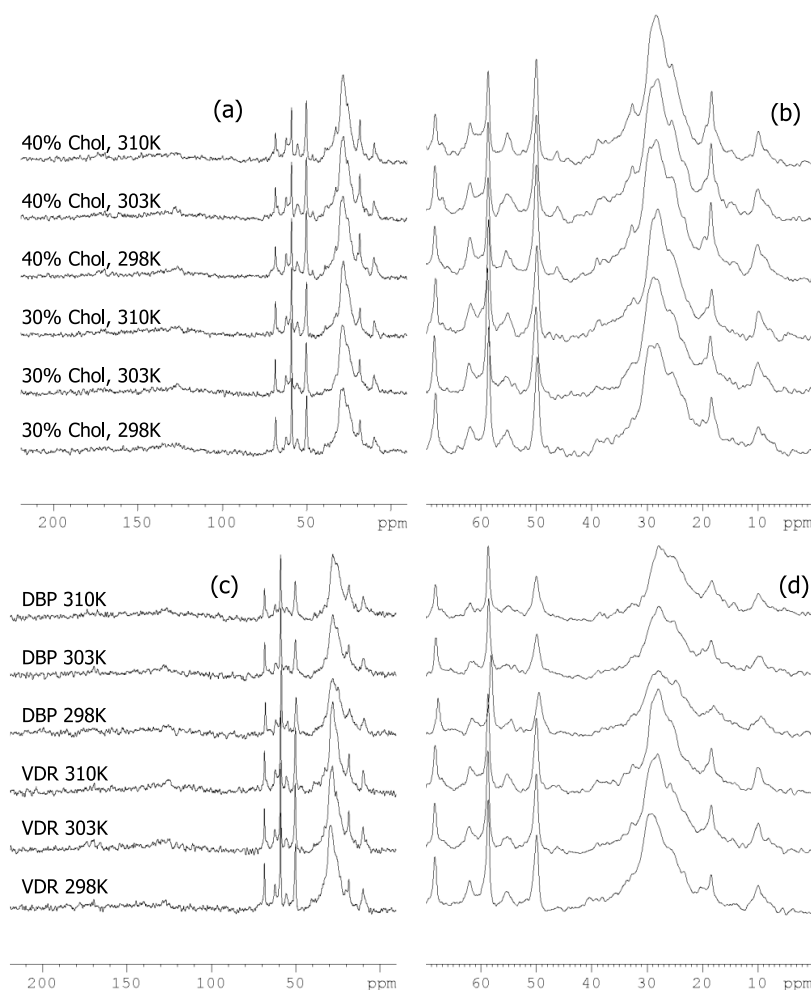 (a)
(b)
40% Chol, 310K
40% Chol, 303K
40% Chol, 298K
30% Chol, 310K
30% Chol, 303K
30% Chol, 298K
200 150 100 50 ppm
60 50 40 30 20 10 ppm
(c)
(d)
DBP 310K
DBP 303K
DBP 298K
VDR 310K
VDR 303K
VDR 298K
200 150 100 50 ppm
60 50 40 30 20 10 ppm